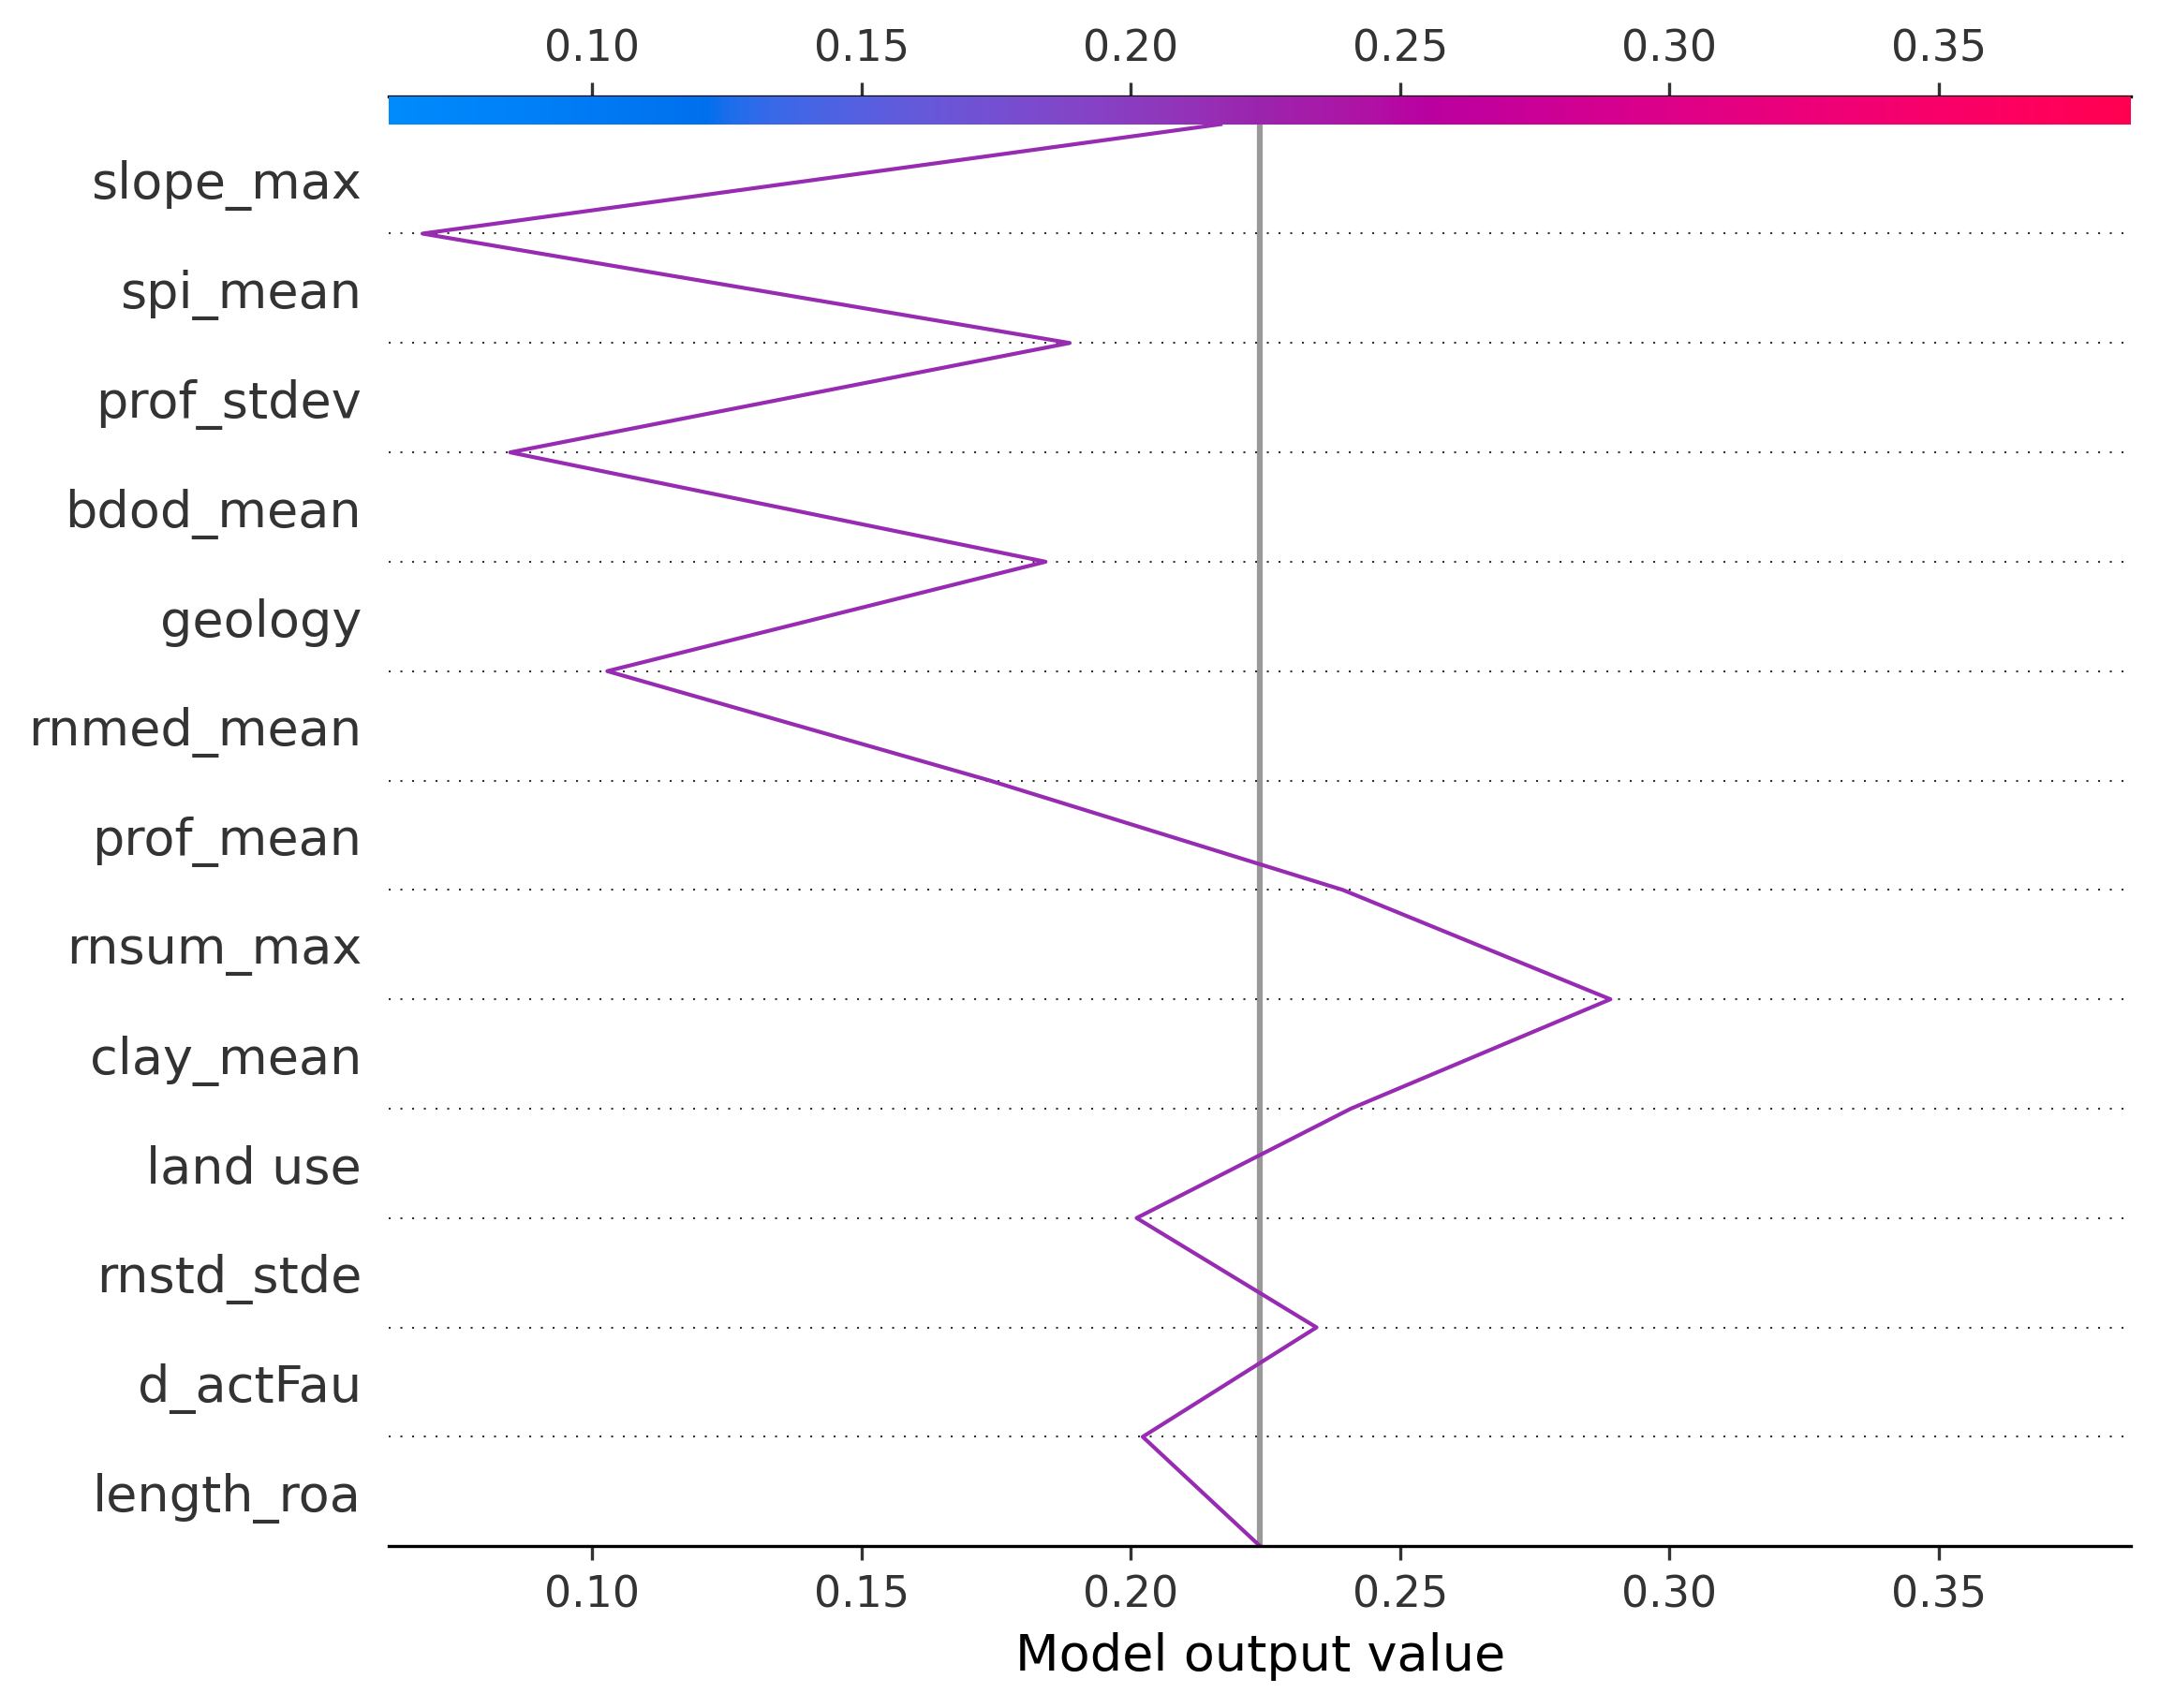 0.10 0.15 0.20 0.25 0.30 0.35
slope_max
spi_mean
prof_stdev
bdod_mean
geology
rnmed_mean
prof_mean
rnsum_max
clay_mean
land use
rnstd_stde
d_actFau
length_roa
0.10 0.15 0.20 0.25 0.30 0.35
Model output value